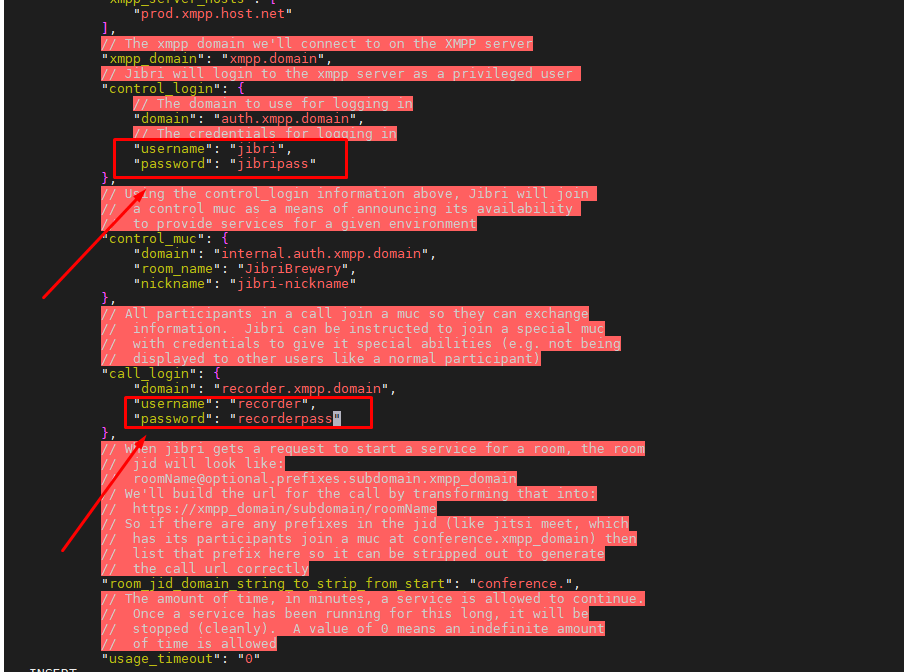 "xmpp_server_hosts": [
"prod.xmpp.host.net"
],
// The xmpp domain we'll connect to on the XMPP server
"xmpp_domain": "xmpp.domain",
// Jibri will login to the xmpp server as a privileged user
"control_login": {
// The domain to use for logging in
"domain": "auth.xmpp.domain",
// The credentials for logging in
"username": "jibri",
"password": "jibripass"
},
// Using the control_login information above, Jibri will join
//  a control muc as a means of announcing its availability
//  to provide services for a given environment
"control_muc": {
"domain": "internal.auth.xmpp.domain",
"room_name": "JibriBrewery",
"nickname": "jibri-nickname"
},
// All participants in a call join a muc so they can exchange
//  information.  Jibri can be instructed to join a special muc
//  with credentials to give it special abilities (e.g. not being
//  displayed to other users like a normal participant)
"call_login": {
"domain": "recorder.xmpp.domain",
"username": "recorder",
"password": "recorderpass"
},
// When jibri gets a request to start a service for a room, the room
//  jid will look like:
//  roomName@optional.prefixes.subdomain.xmpp_domain
// We'll build the url for the call by transforming that into:
//  https://xmpp_domain/subdomain/roomName
// So if there are any prefixes in the jid (like jitsi meet, which
//  has its participants join a muc at conference.xmpp_domain) then
//  list that prefix here so it can be stripped out to generate
//  the call url correctly
"room_jid_domain_string_to_strip_from_start": "conference.",
// The amount of time, in minutes, a service is allowed to continue.
//  Once a service has been running for this long, it will be
//  stopped (cleanly).  A value of 0 means an indefinite amount
//  of time is allowed
"usage_timeout": "0"
INSERT